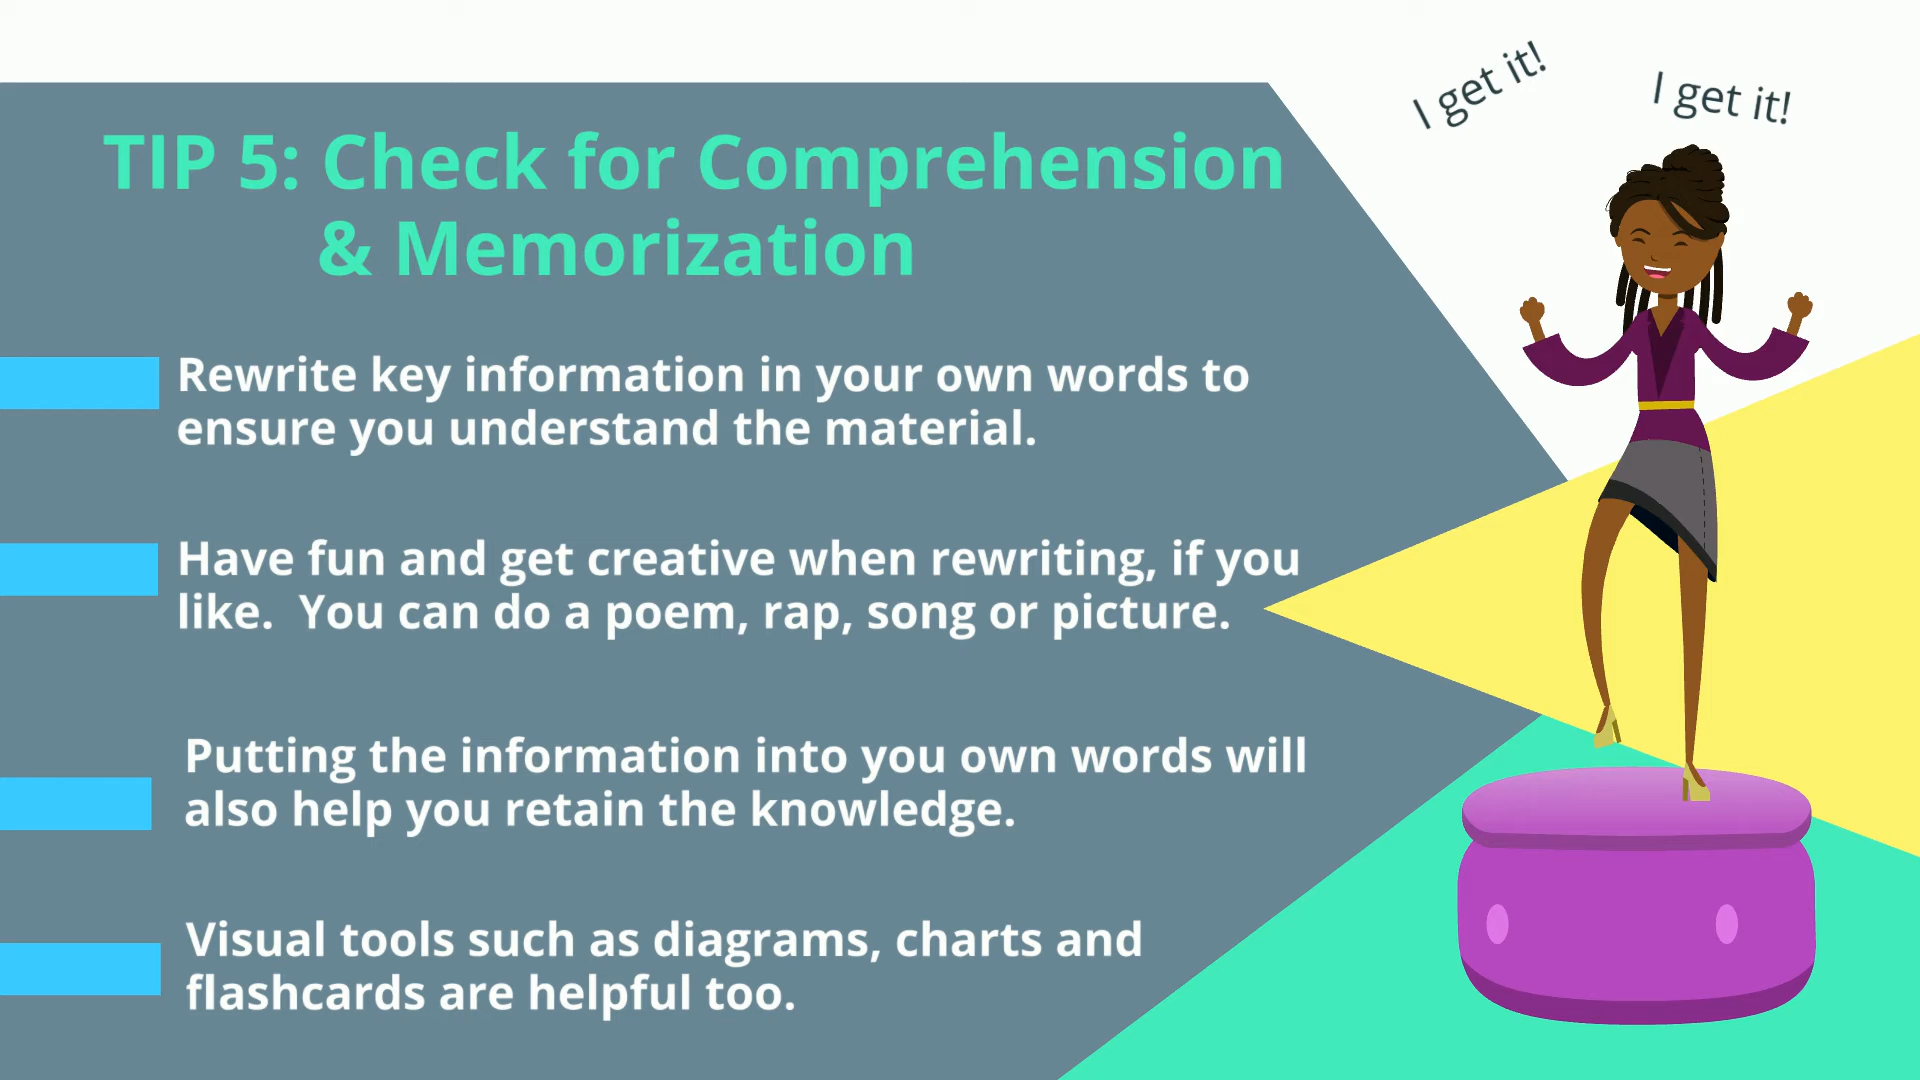 I get it!
I get it!
TIP 5: Check for Comprehension
& Memorization
Rewrite key information in your own words to
ensure you understand the material.
Have fun and get creative when rewriting, if you
like.  You can do a poem, rap, song or picture.
Putting the information into you own words will
also help you retain the knowledge.
Visual tools such as diagrams, charts and
flashcards are helpful too.